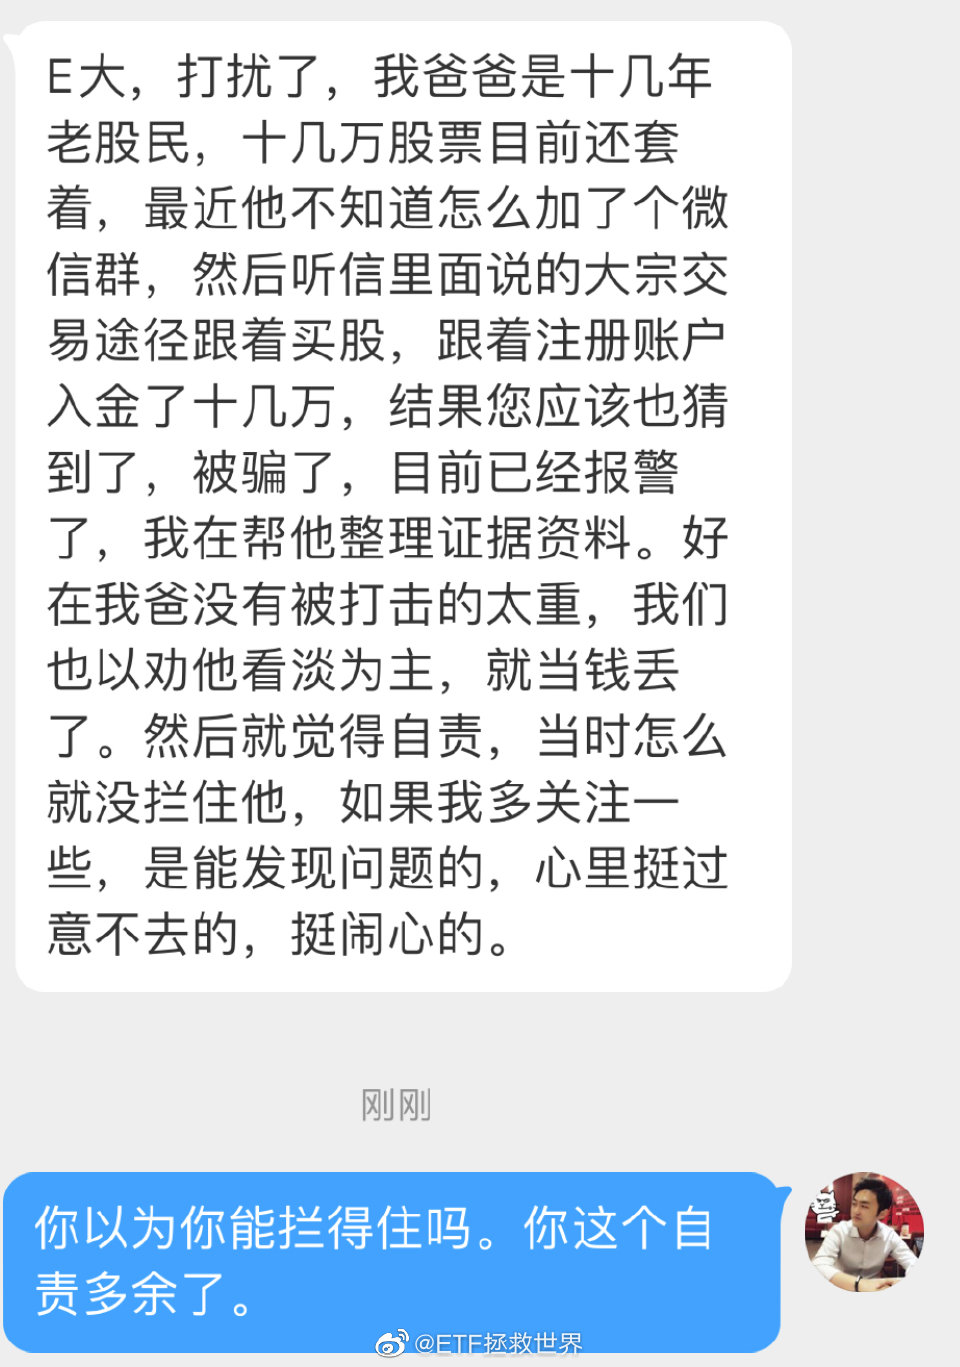 E大，打扰了，我爸爸是十几年
老股民，十几万股票目前还套
着，最近他不知道怎么加了个微
信群，然后听信里面说的大宗交
易途径跟着买股，跟着注册账户
入金了十几万，结果您应该也猜
到了，被骗了，目前已经报警
了，我在帮他整理证据资料。好
在我爸没有被打击的太重，我们
也以劝他看淡为主，就当钱丢
了。然后就觉得自责，当时怎么
就没拦住他，如果我多关注一
些，是能发现问题的，心里挺过
意不去的，挺闹心的。
刚刚
你以为你能拦得住吗。你这个自
责多余了。
@ETF拯救世界